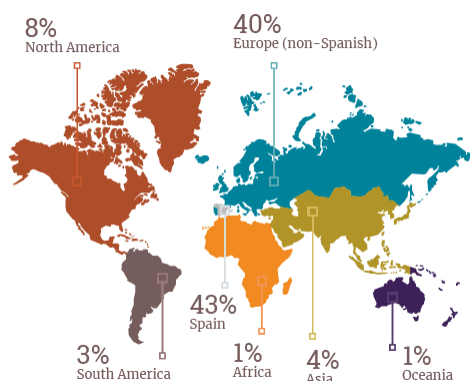 8%
North America
40%
Europe (non-Spanish)
43%
Spain
3%
South America
1%
Africa
4%
Asia
1%
Oceania